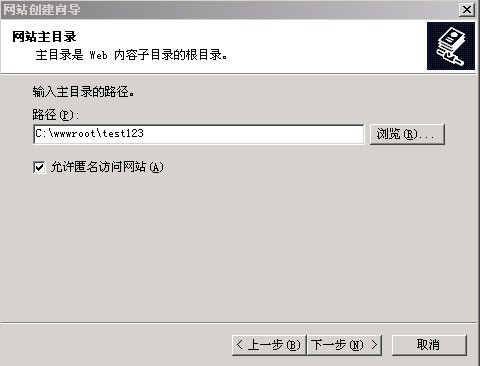 网站创建向导
网站主目录
主目录是 Web 内容子目录的根目录。
输入主目录的路径。
路径(P):
C:\wwwroot\test123
浏览(R)...
允许匿名访问网站(A)
< 上一步(B) 下一步(N) > 取消